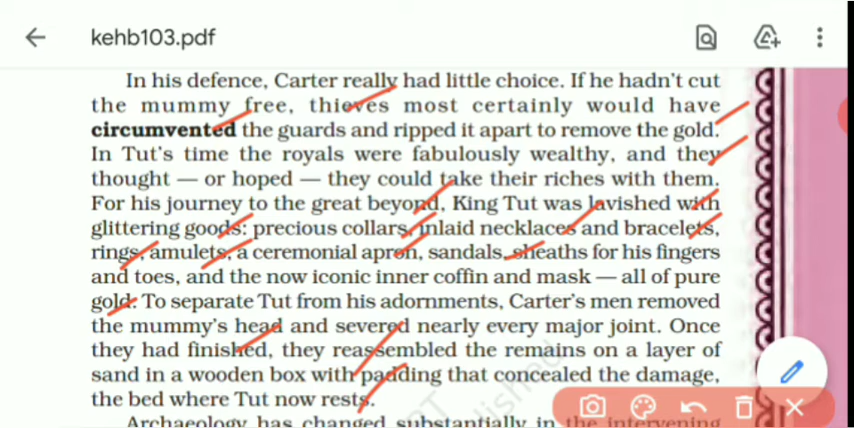 kehb103.pdf
In his defence, Carter really had little choice. If he hadn't cut
the mummy free, thieves most certainly would have
circumvented the guards and ripped it apart to remove the gold.
In Tut's time the royals were fabulously wealthy, and they
thought — or hoped — they could take their riches with them.
For his journey to the great beyond, King Tut was lavished with
glittering goods: precious collars, inlaid necklaces and bracelets,
rings, amulets, a ceremonial apron, sandals, sheaths for his fingers
and toes, and the now iconic inner coffin and mask — all of pure
gold. To separate Tut from his adornments, Carter's men removed
the mummy's head and severed nearly every major joint. Once
they had finished, they reassembled the remains on a layer of
sand in a wooden box with padding that concealed the damage,
the bed where Tut now rests.
Archaeology has changed substantially in the intervening